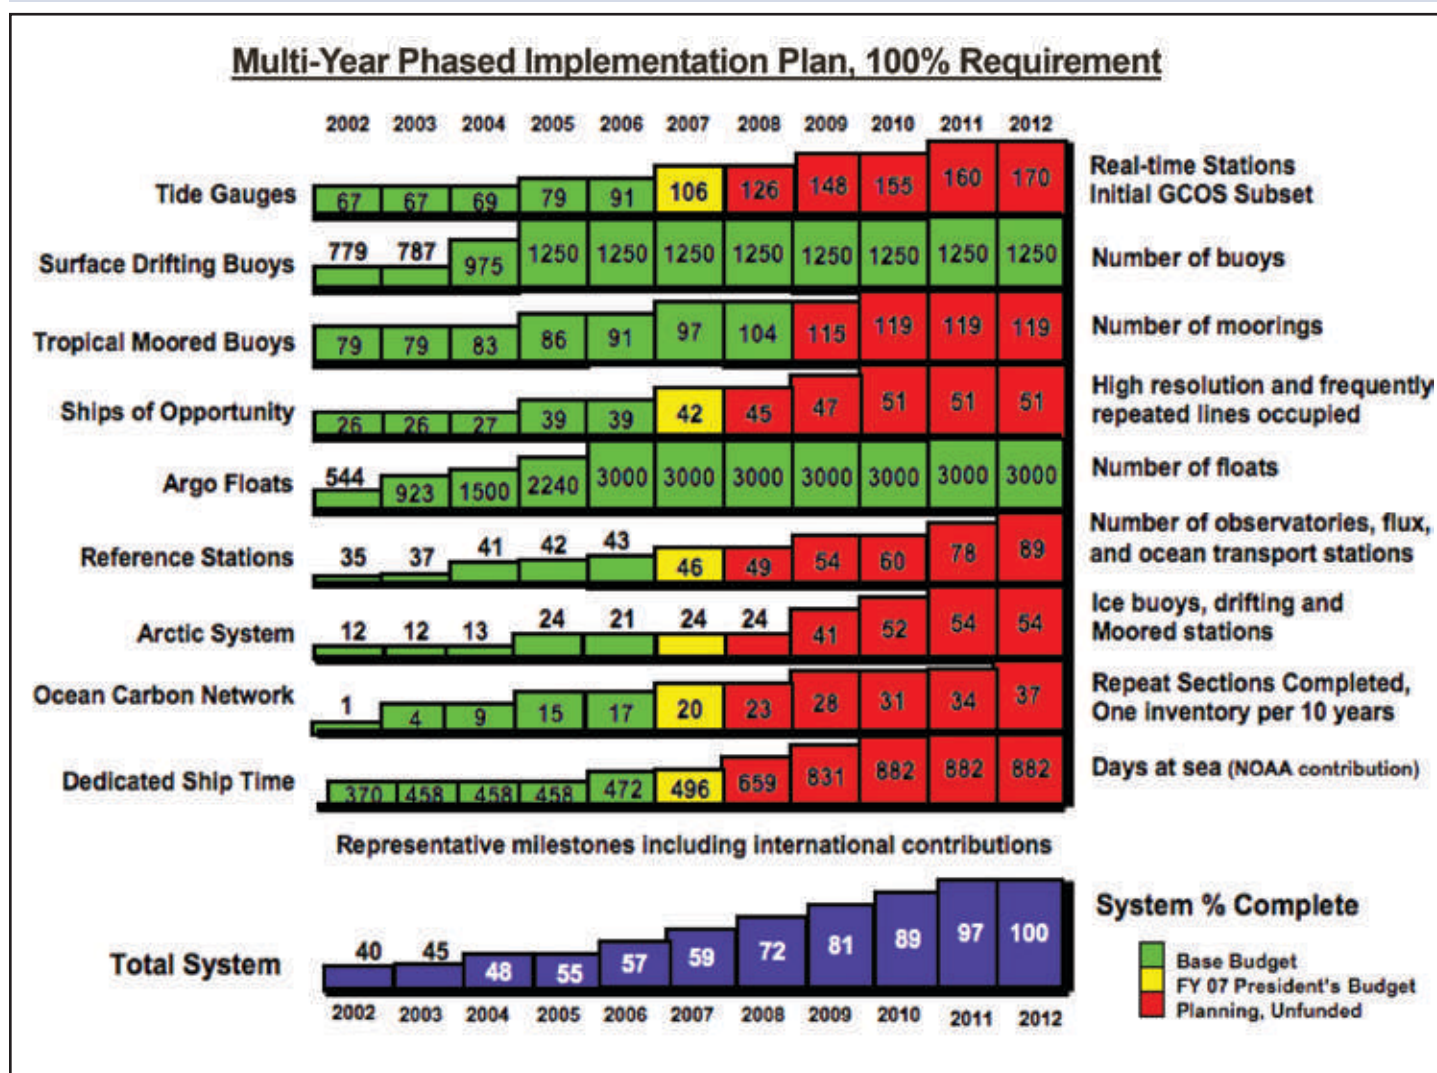 Multi-Year Phased Implementation Plan, 100% Requirement
2002 2003 2004 2005 2006 2007 2008 2009 2010 2011 2012
Tide Gauges 67 67 69 79 91 106 126 148 155 160 170 Real-time Stations
Initial GCOS Subset
Surface Drifting Buoys 779 787 975 1250 1250 1250 1250 1250 1250 1250 1250 Number of buoys
Tropical Moored Buoys 79 79 83 86 91 97 104 115 119 119 119 Number of moorings
Ships of Opportunity 26 26 27 39 39 42 45 47 51 51 51 High resolution and frequently
repeated lines occupied
Argo Floats 544 923 1500 2240 3000 3000 3000 3000 3000 3000 3000 Number of floats
Reference Stations 35 37 41 42 43 46 49 54 60 78 89 Number of observatories, flux,
and ocean transport stations
Arctic System 12 12 13 24 21 24 24 41 52 54 54 Ice buoys, drifting and
Moored stations
Ocean Carbon Network 1 4 9 15 17 20 23 28 31 34 37 Repeat Sections Completed,
One inventory per 10 years
Dedicated Ship Time 370 458 458 458 472 496 659 831 882 882 882 Days at sea (NOAA contribution)
Representative milestones including international contributions
Total System 40 45 48 55 57 59 72 81 89 97 100 System % Complete
2002 2003 2004 2005 2006 2007 2008 2009 2010 2011 2012
Base Budget
FY 07 President's Budget
Planning, Unfunded